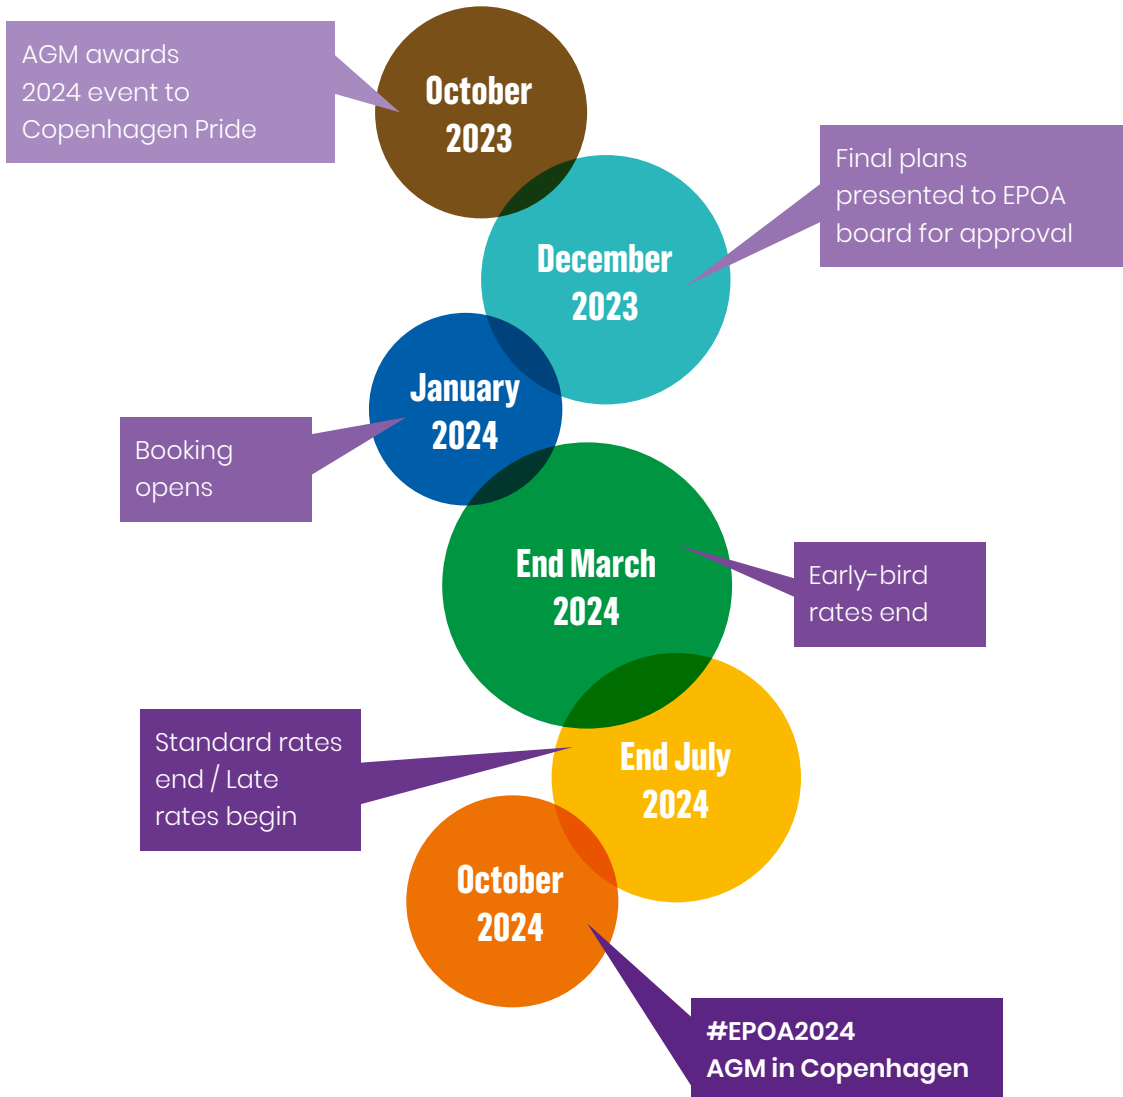 AGM awards
2024 event to
Copenhagen Pride
October
2023
Final plans
presented to EPOA
board for approval
December
2023
January
2024
Booking
opens
End March
2024
Early-bird
rates end
Standard rates
end / Late
rates begin
End July
2024
October
2024
#EPOA2024
AGM in Copenhagen